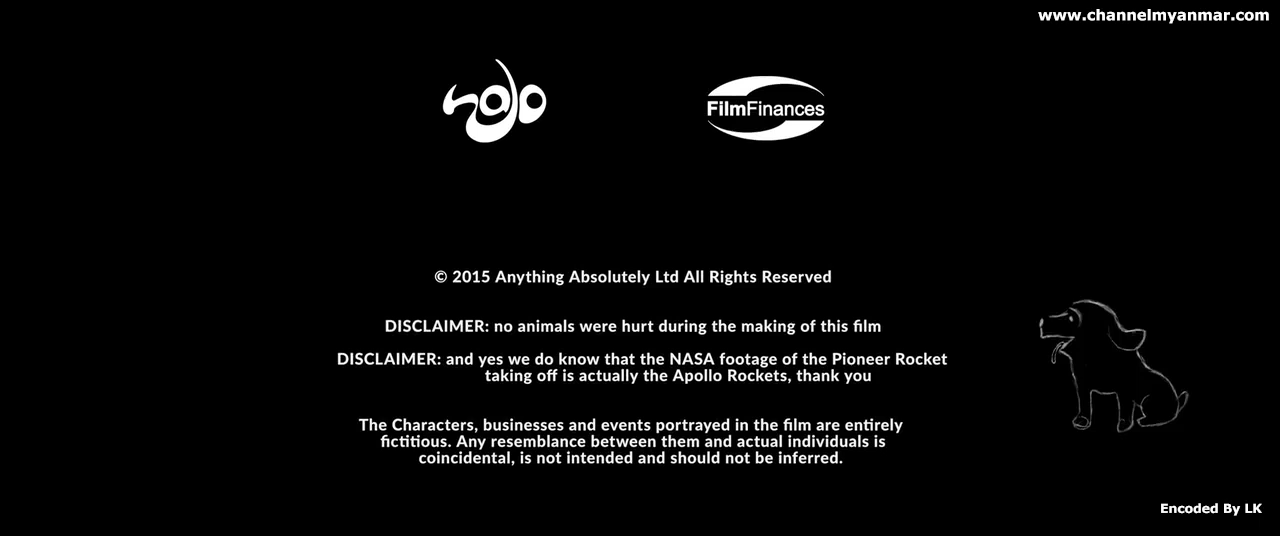 www.channelmyanmar.com
mojo
FilmFinances
© 2015 Anything Absolutely Ltd All Rights Reserved
DISCLAIMER: no animals were hurt during the making of this film
DISCLAIMER: and yes we do know that the NASA footage of the Pioneer Rocket
taking off is actually the Apollo Rockets, thank you
The Characters, businesses and events portrayed in the film are entirely
fictitious. Any resemblance between them and actual individuals is
coincidental, is not intended and should not be inferred.
Encoded By LK